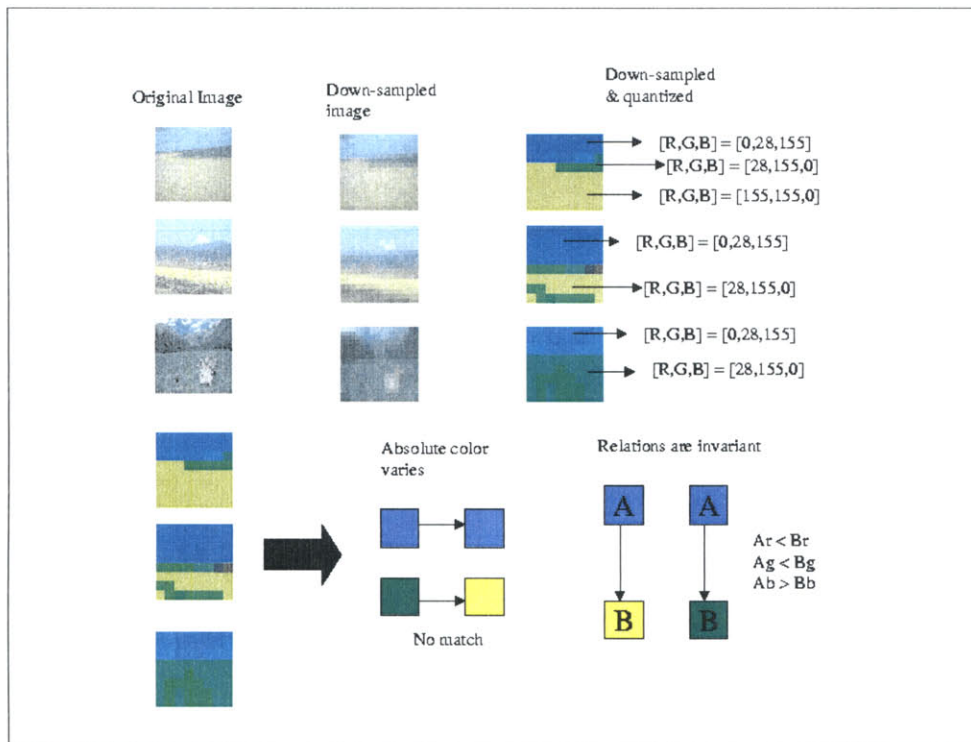 Original Image
Down-sampled
image
Down-sampled
& quantized
[R,G,B] = [0,28,155]
[R,G,B] = [28,155,0]
[R,G,B] = [155,155,0]
[R,G,B] = [0,28,155]
[R,G,B] = [28,155,0]
[R,G,B] = [0,28,155]
[R,G,B] = [28,155,0]
Absolute color
varies
No match
Relations are invariant
A
A
Ar < Br
Ag < Bg
Ab > Bb
B
B